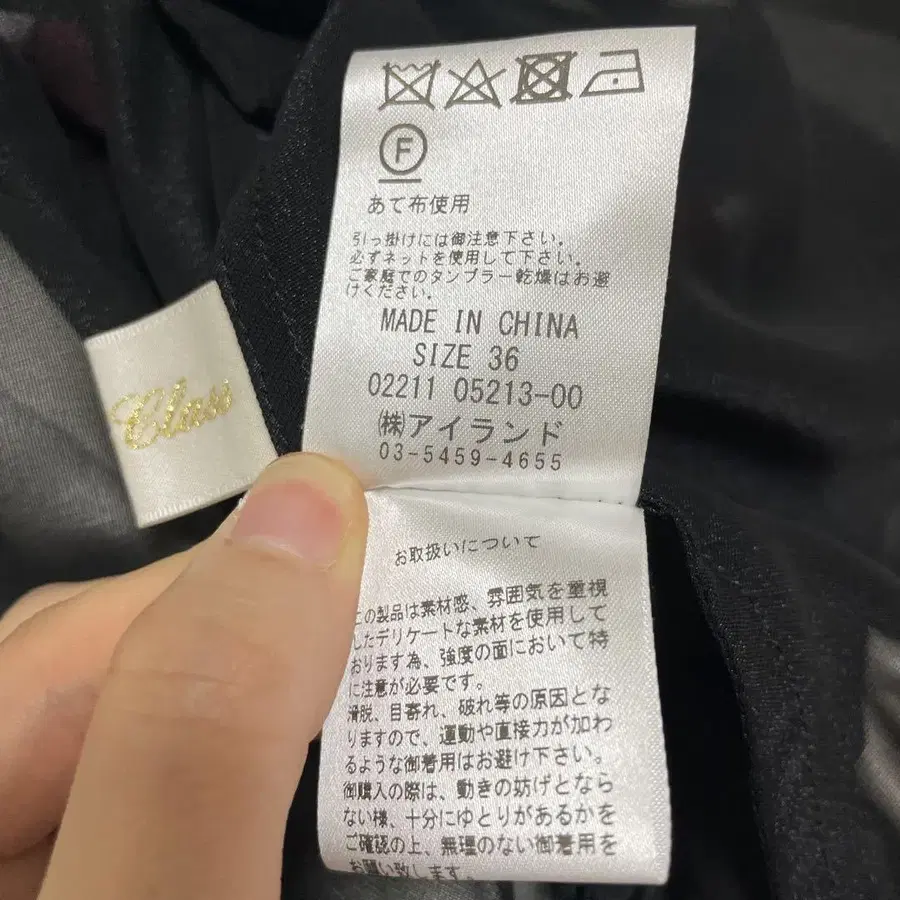 F
あて布使用
引っ掛けには御注意下さい。
必ずネットを使用して下さい。
ご家庭でのタンブラー乾燥はお避
けください。
MADE IN CHINA
SIZE 36
02211 05213-00
㈱アイランド
03-5459-4655
Class
お取扱いについて
この製品は素材感、雰囲気を重視
したデリケートな素材を使用して
おります為、強度の面において特
に注意が必要です。
滑脱、目寄れ、破れ等の原因とな
りますので、運動や直接力が加わ
るような御着用はお避け下さい。
御購入の際は、動きの妨げとなら
ない様、十分にゆとりがあるかを
ご確認の上、無理のない御着用を
お願い致します。